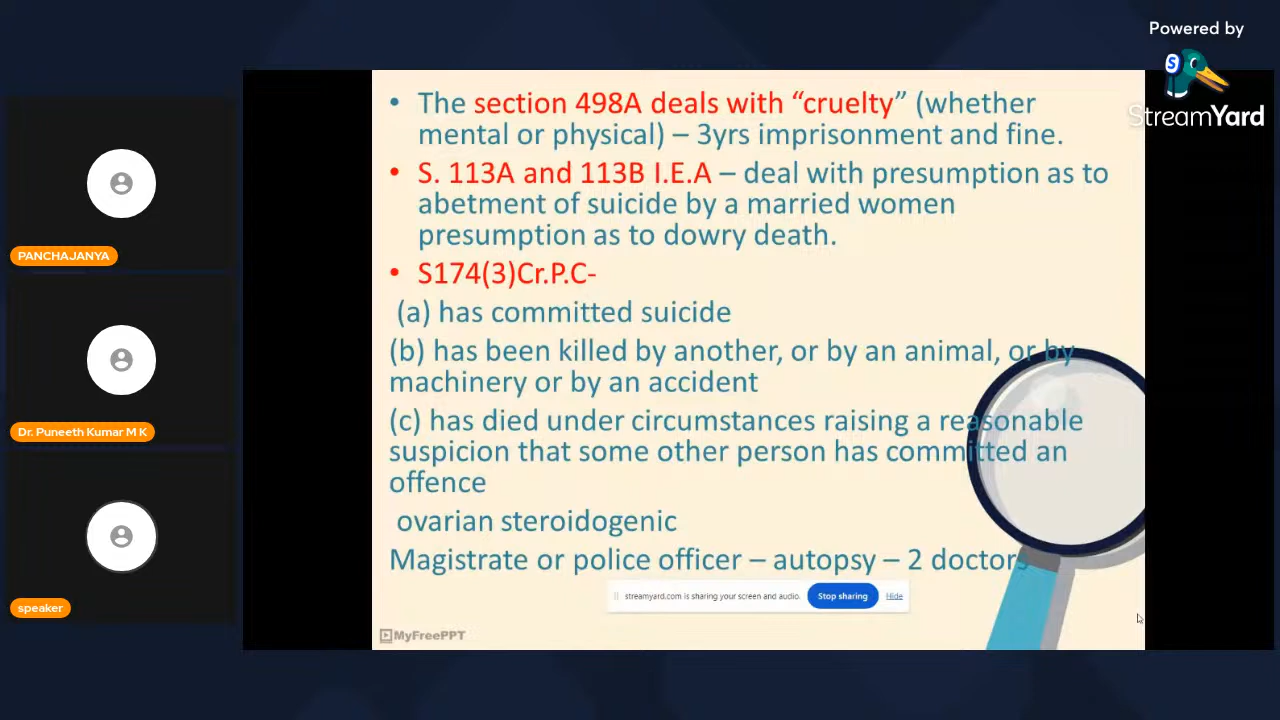 Powered by
StreamYard
• The section 498A deals with “cruelty” (whether
mental or physical) – 3yrs imprisonment and fine.
• S. 113A and 113B I.E.A – deal with presumption as to
abetment of suicide by a married women
presumption as to dowry death.
• S174(3)Cr.P.C-
(a) has committed suicide
(b) has been killed by another, or by an animal, or by
machinery or by an accident
(c) has died under circumstances raising a reasonable
suspicion that some other person has committed an
offence
ovarian steroidogenic
Magistrate or police officer – autopsy – 2 doctors
streamyard.com is sharing your screen and audio.
Stop sharing
Hide
MyFreePPT
PANCHAJANYA
Dr. Puneeth Kumar M K
speaker